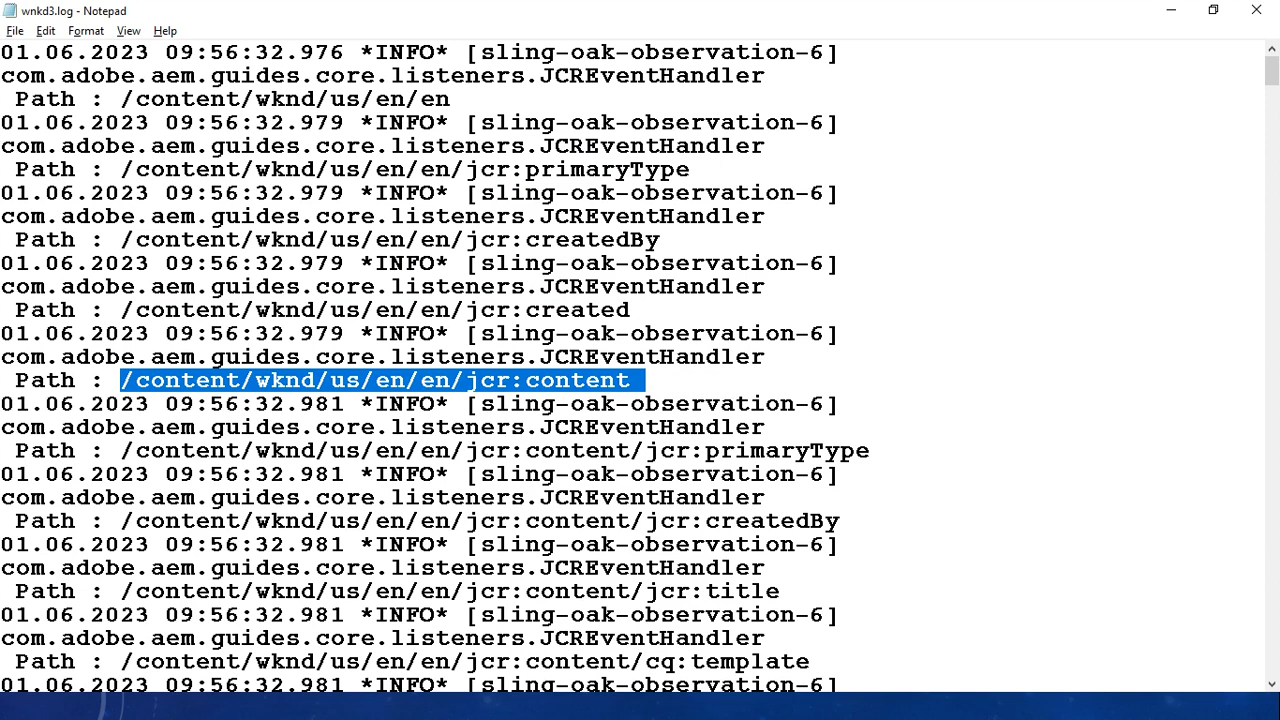 wnkd3.log - Notepad
File Edit Format View Help
01.06.2023 09:56:32.976 *INFO* [sling-oak-observation-6]
com.adobe.aem.guides.core.listeners.JCREventHandler
Path : /content/wknd/us/en/en
01.06.2023 09:56:32.979 *INFO* [sling-oak-observation-6]
com.adobe.aem.guides.core.listeners.JCREventHandler
Path : /content/wknd/us/en/en/jcr:primaryType
01.06.2023 09:56:32.979 *INFO* [sling-oak-observation-6]
com.adobe.aem.guides.core.listeners.JCREventHandler
Path : /content/wknd/us/en/en/jcr:createdBy
01.06.2023 09:56:32.979 *INFO* [sling-oak-observation-6]
com.adobe.aem.guides.core.listeners.JCREventHandler
Path : /content/wknd/us/en/en/jcr:created
01.06.2023 09:56:32.979 *INFO* [sling-oak-observation-6]
com.adobe.aem.guides.core.listeners.JCREventHandler
Path : /content/wknd/us/en/en/jcr:content
01.06.2023 09:56:32.981 *INFO* [sling-oak-observation-6]
com.adobe.aem.guides.core.listeners.JCREventHandler
Path : /content/wknd/us/en/en/jcr:content/jcr:primaryType
01.06.2023 09:56:32.981 *INFO* [sling-oak-observation-6]
com.adobe.aem.guides.core.listeners.JCREventHandler
Path : /content/wknd/us/en/en/jcr:content/jcr:createdBy
01.06.2023 09:56:32.981 *INFO* [sling-oak-observation-6]
com.adobe.aem.guides.core.listeners.JCREventHandler
Path : /content/wknd/us/en/en/jcr:content/jcr:title
01.06.2023 09:56:32.981 *INFO* [sling-oak-observation-6]
com.adobe.aem.guides.core.listeners.JCREventHandler
Path : /content/wknd/us/en/en/jcr:content/cq:template
01.06.2023 09:56:32.981 *INFO* [sling-oak-observation-6]